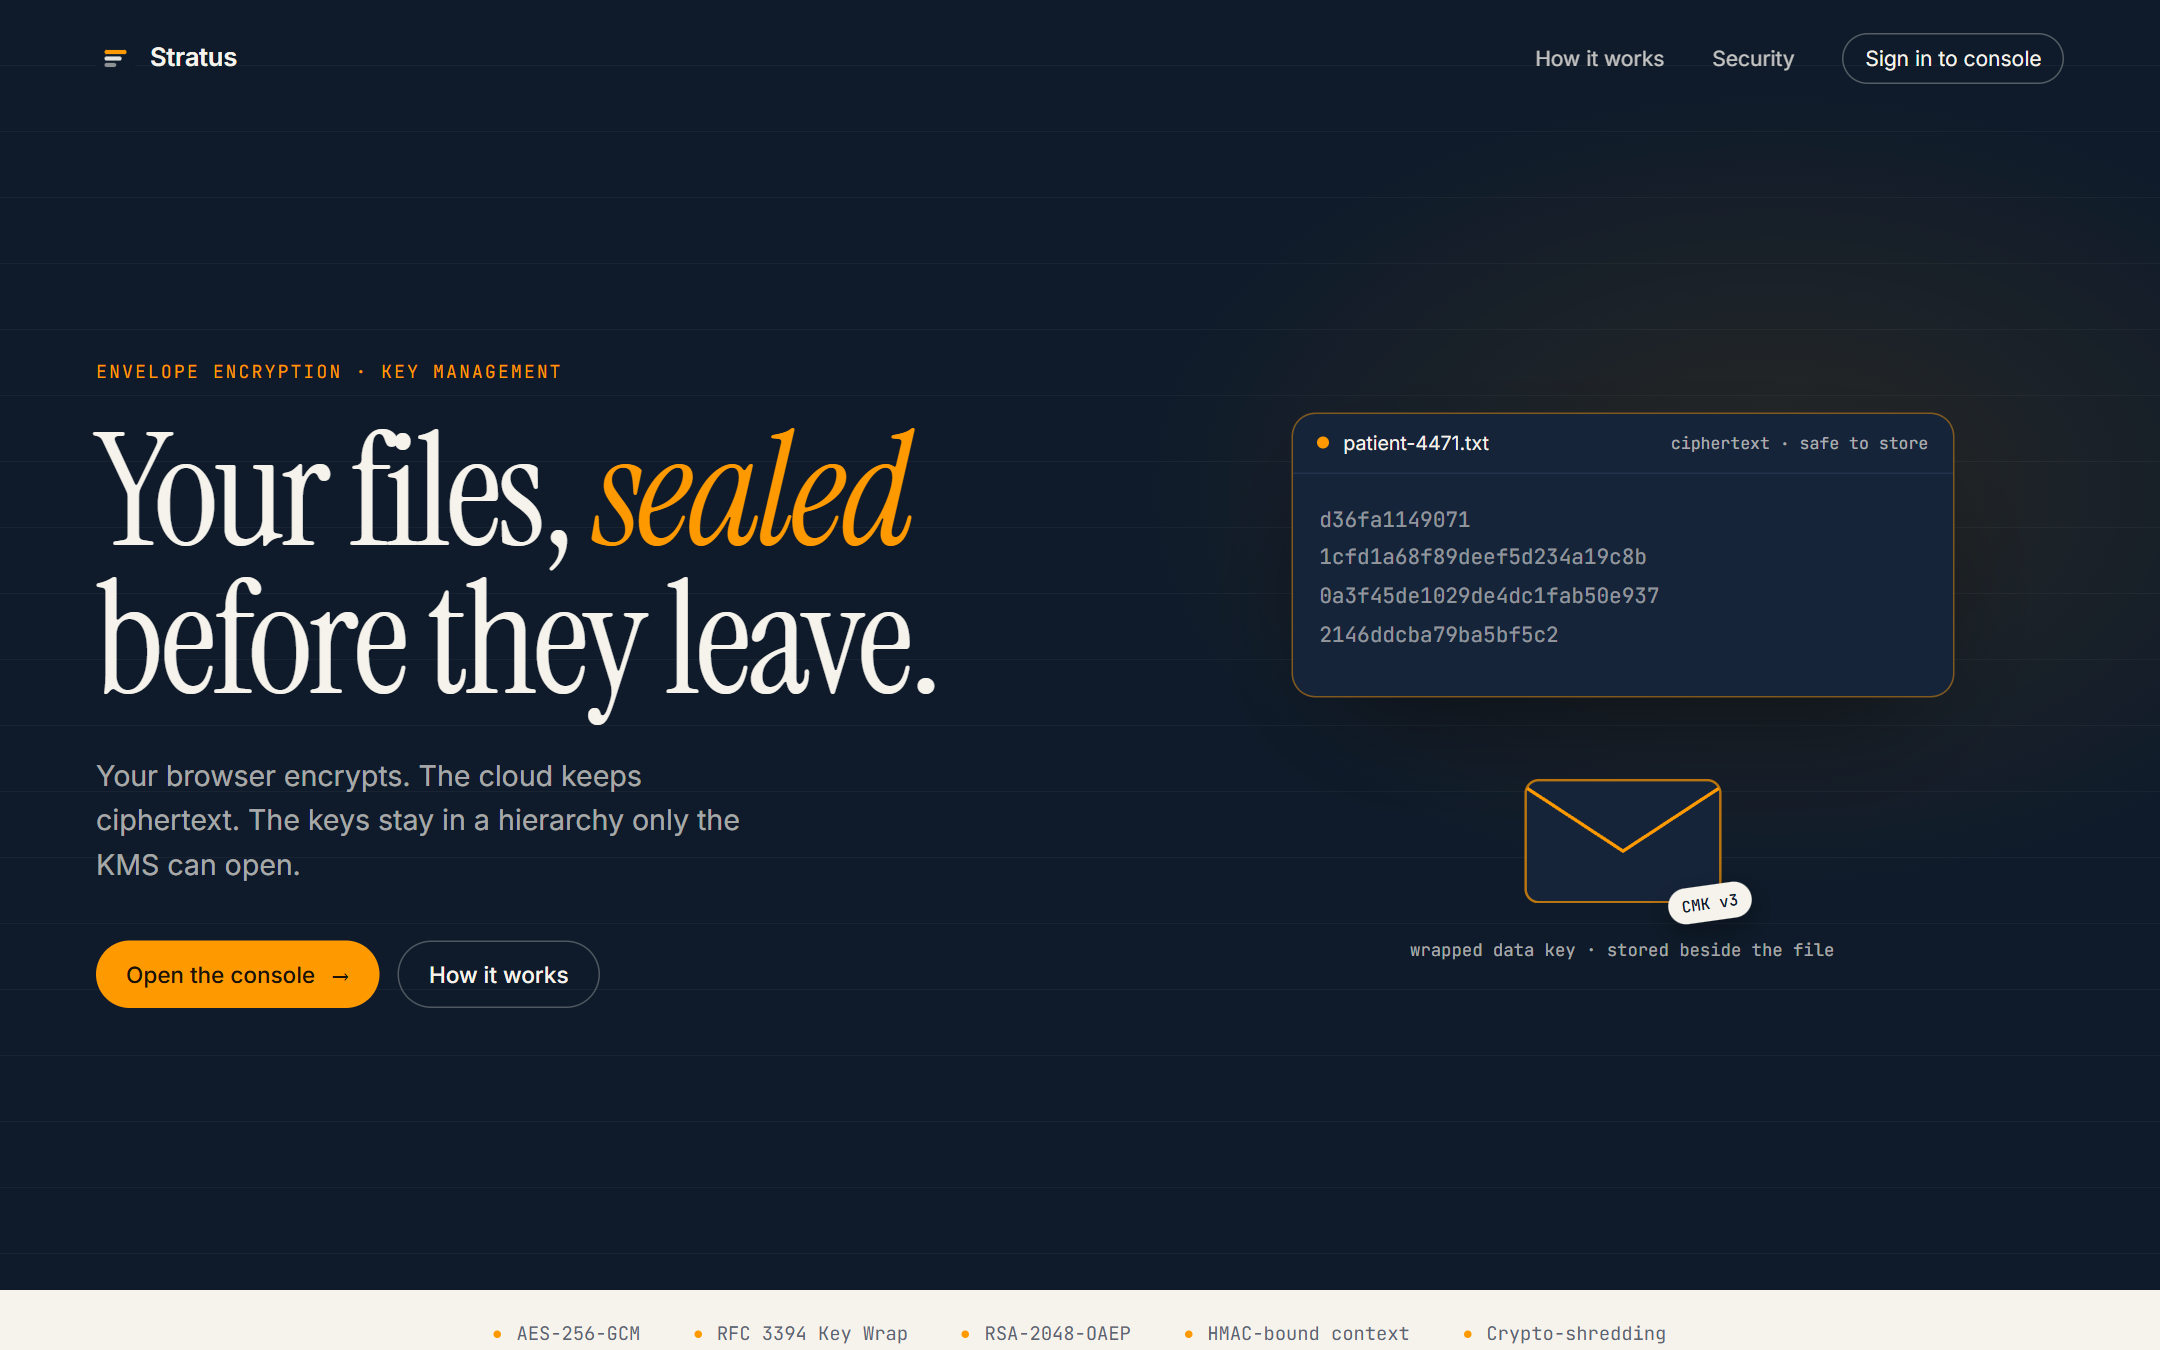 Stratus
How it works
Security
Sign in to console
ENVELOPE ENCRYPTION · KEY MANAGEMENT
Your files, sealed
before they leave.
Your browser encrypts. The cloud keeps
ciphertext. The keys stay in a hierarchy only the
KMS can open.
Open the console →
How it works
patient-4471.txt
ciphertext · safe to store
d36fa1149071
1cfd1a68f89deef5d234a19c8b
0a3f45de1029de4dc1fab50e937
2146ddcba79ba5bf5c2
CMK v3
wrapped data key · stored beside the file
AES-256-GCM
RFC 3394 Key Wrap
RSA-2048-OAEP
HMAC-bound context
Crypto-shredding